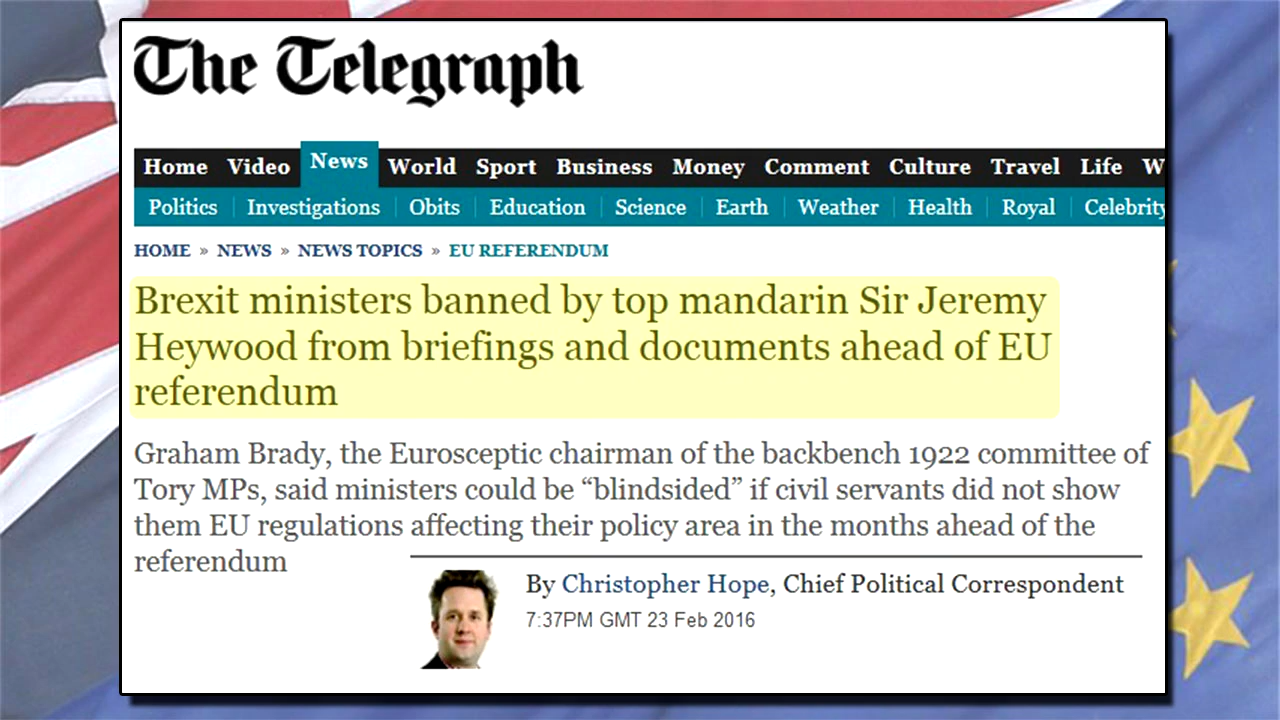 The Telegraph
Home Video News World Sport Business Money Comment Culture Travel Life W
Politics Investigations Obits Education Science Earth Weather Health Royal Celebrity
HOME » NEWS » NEWS TOPICS » EU REFERENDUM
Brexit ministers banned by top mandarin Sir Jeremy
Heywood from briefings and documents ahead of EU
referendum
Graham Brady, the Eurosceptic chairman of the backbench 1922 committee of
Tory MPs, said ministers could be “blindsided” if civil servants did not show
them EU regulations affecting their policy area in the months ahead of the
referendum
By Christopher Hope, Chief Political Correspondent
7:37PM GMT 23 Feb 2016